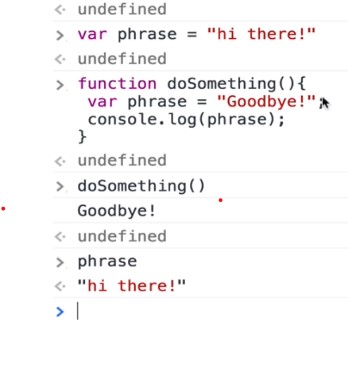 undefined
> var phrase = "hi there!"
undefined
> function doSomething(){
var phrase = "Goodbye!";
console.log(phrase);
}
undefined
> doSomething()
Goodbye!
undefined
> phrase
"hi there!"
>